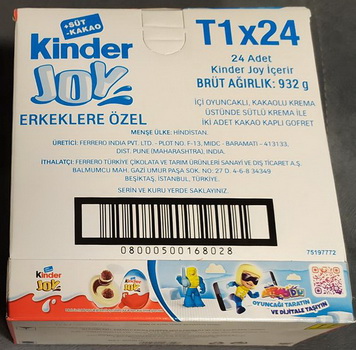 +SÜT
-KAKAO
Kinder
JOY
ERKEKLERE ÖZEL
T1x24
24 Adet
Kinder Joy İçerir
BRÜT AĞIRLIK: 932 g
İÇİ OYUNCAKLI, KAKAOLU KREMA
ÜSTÜNDE SÜTLÜ KREMA İLE
İKİ ADET KAKAO KAPLI GOFRET
MENŞE ÜLKE: HİNDİSTAN.
ÜRETİCİ: FERRERO INDIA PVT. LTD. - PLOT NO. F-13, MIDC - BARAMATI - 413133,
DIST. PUNE (MAHARASHTRA), INDIA.
İTHALATÇI: FERRERO TÜRKİYE ÇİKOLATA VE TARIM ÜRÜNLERİ SANAYİ VE DIŞ TİCARET A.Ş.
BALMUMCU MAH. GAZİ UMUR PAŞA SOK. NO: 27 D. 4-6-8 34349
BEŞİKTAŞ, İSTANBUL, TÜRKİYE.
SERİN VE KURU YERDE SAKLAYINIZ.
08000500168028
75197772
Kinder
JOY
Kinder
JOY
OYUNCAĞI TARATIN
VE DİJİTALE TAŞIYIN